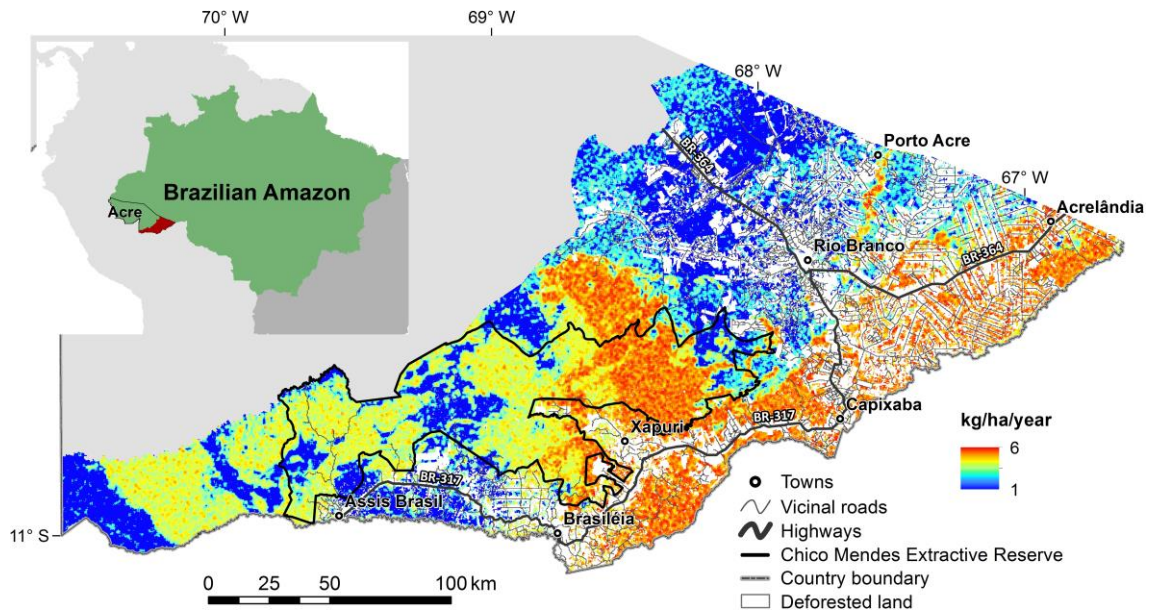 70° W
69° W
68° W
67° W
11° S
Brazilian Amazon
Acre
BR-364
Porto Acre
Acrelândia
Rio Branco
BR-364
Capixaba
BR-317
Xapuri
BR-317
Assis Brasil
Brasiléia
kg/ha/year
6
1
Towns
Vicinal roads
Highways
Chico Mendes Extractive Reserve
Country boundary
Deforested land
0 25 50 100 km